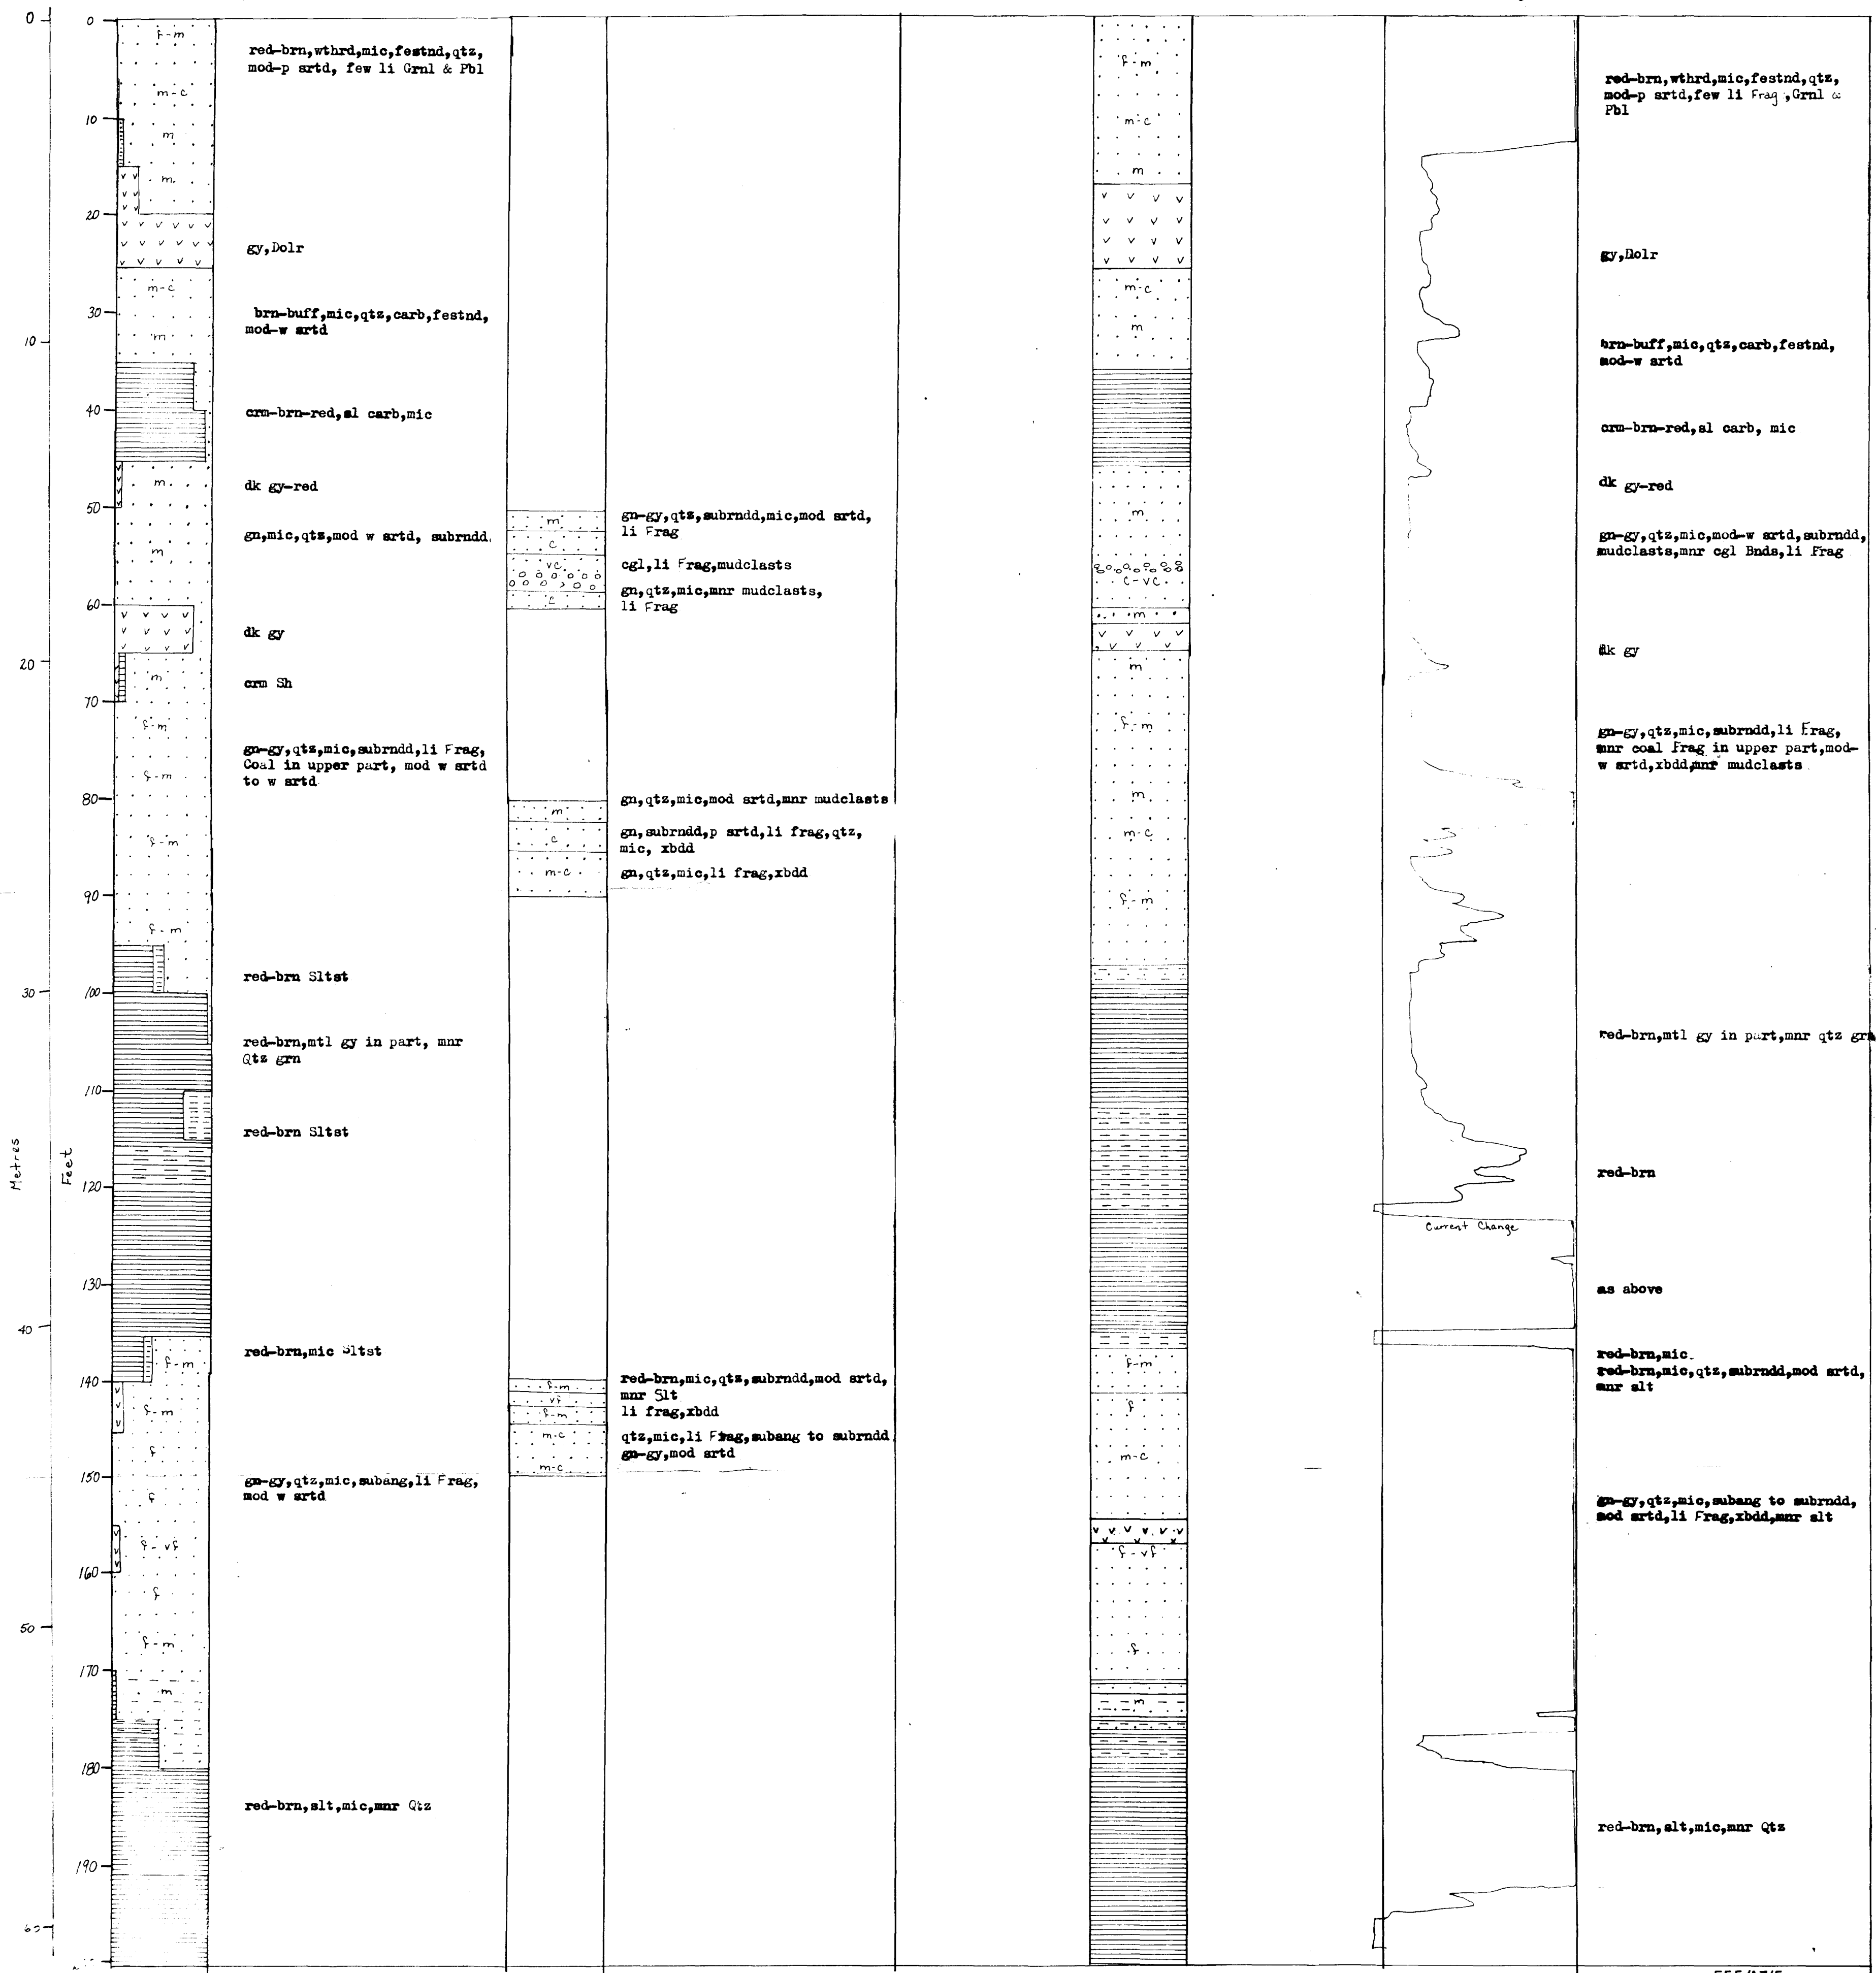 0
0
10
20
30
10
40
50
60
20
70
80
90
30
100
110
Metres
Feet
120
130
40
140
150
160
50
170
180
190
f-m
m-c
m
m
m-c
m
m
m
m
f-m
f-m
f-m
f-m
f-m
f-m
f
f
f-vf
f
f-m
m
red-brn,wthrd,mic,festnd,qtz,
mod-p srtd, few li Grnl & Pbl
gy,Dolr
brn-buff,mic,qtz,carb,festnd,
mod-w srtd
crm-brn-red,sl carb,mic
dk gy-red
gn,mic,qtz,mod w srtd, subrndd.
dk gy
crm Sh
gn-gy,qtz,mic,subrndd,li Frag,
Coal in upper part, mod w srtd
to w srtd
red-brn Sltst
red-brn,mtl gy in part, mnr
Qtz grn
red-brn Sltst
red-brn,mic Sltst
gn-gy,qtz,mic,subang,li Frag,
mod w srtd
red-brn,slt,mic,mnr Qtz
m
c
vc
c
m
c
m-c
f-m
vf
f-m
m-c
m-c
gn-gy,qtz,subrndd,mic,mod srtd,
li Frag
cgl,li Frag,mudclasts
gn,qtz,mic,mnr mudclasts,
li Frag
gn,qtz,mic,mod srtd,mnr mudclasts
gn,subrndd,p srtd,li frag,qtz,
mic, xbdd
gn,qtz,mic,li frag,xbdd
red-brn,mic,qtz,subrndd,mod srtd,
mnr Slt
li frag,xbdd
qtz,mic,li Frag,subang to subrndd
gn-gy,mod srtd
f-m
m-c
m
m-c
m
m
c-vc
m
m
f-m
m
m-c
f-m
f-m
f
m-c
f-vf
f
m
Current Change
red-brn,wthrd,mic,festnd,qtz,
mod-p srtd,few li Frag,Grnl &
Pbl
gy,Dolr
brn-buff,mic,qtz,carb,festnd,
mod-w srtd
crm-brn-red,sl carb, mic
dk gy-red
gn-gy,qtz,mic,mod-w srtd,subrndd,
mudclasts,mnr cgl Bnds,li Frag
dk gy
gn-gy,qtz,mic,subrndd,li Frag,
mnr coal Frag in upper part,mod-
w srtd,xbdd,mnr mudclasts
red-brn,mtl gy in part,mnr qtz grn
red-brn
as above
red-brn,mic.
red-brn,mic,qtz,subrndd,mod srtd,
mnr slt
gn-gy,qtz,mic,subang to subrndd,
mod srtd,li Frag,xbdd,mnr slt
red-brn,slt,mic,mnr Qtz